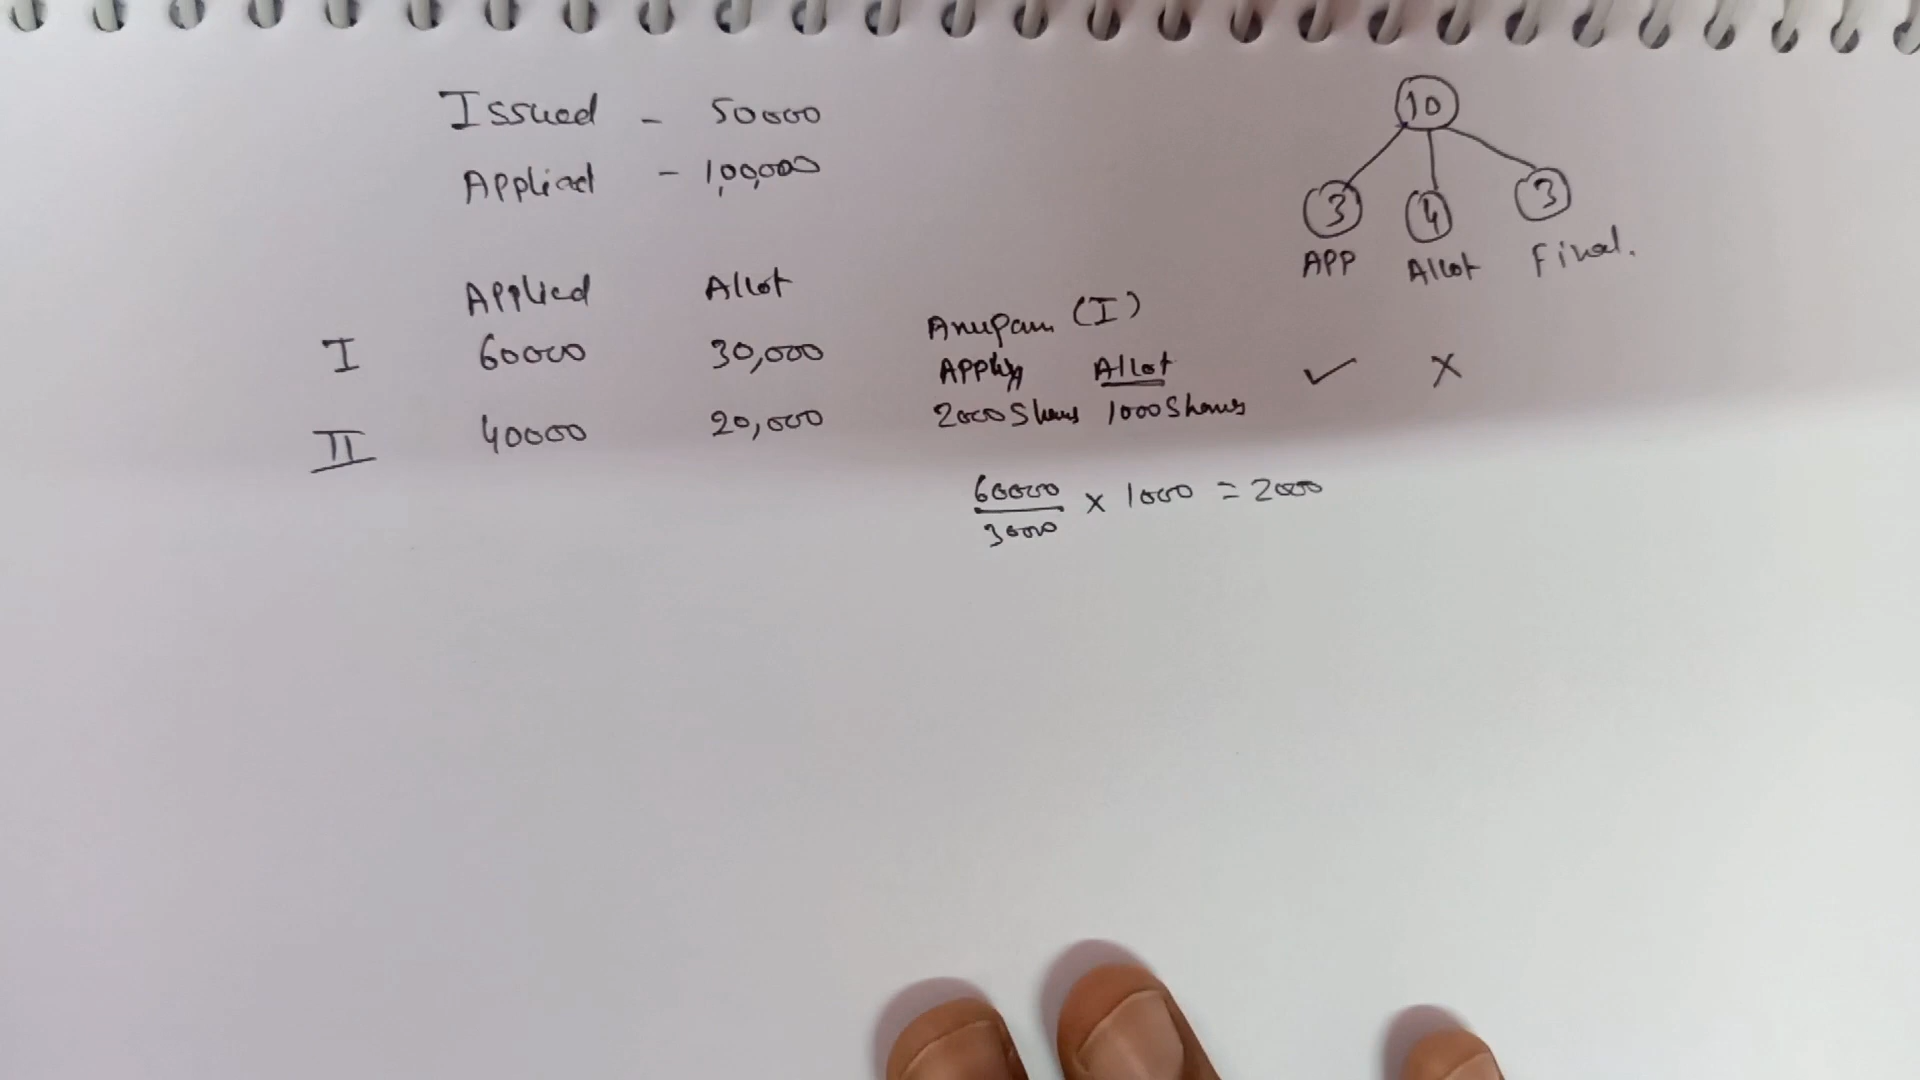 Issued - 50000
Applied - 1,00,000
10
3 4 3
APP Allot Final.
Applied Allot
I 60000 30,000
II 40000 20,000
Anupam (I)
Apply Allot ✓ X
2000 Shares 1000 Shares
60000
30000
× 1000 = 2000